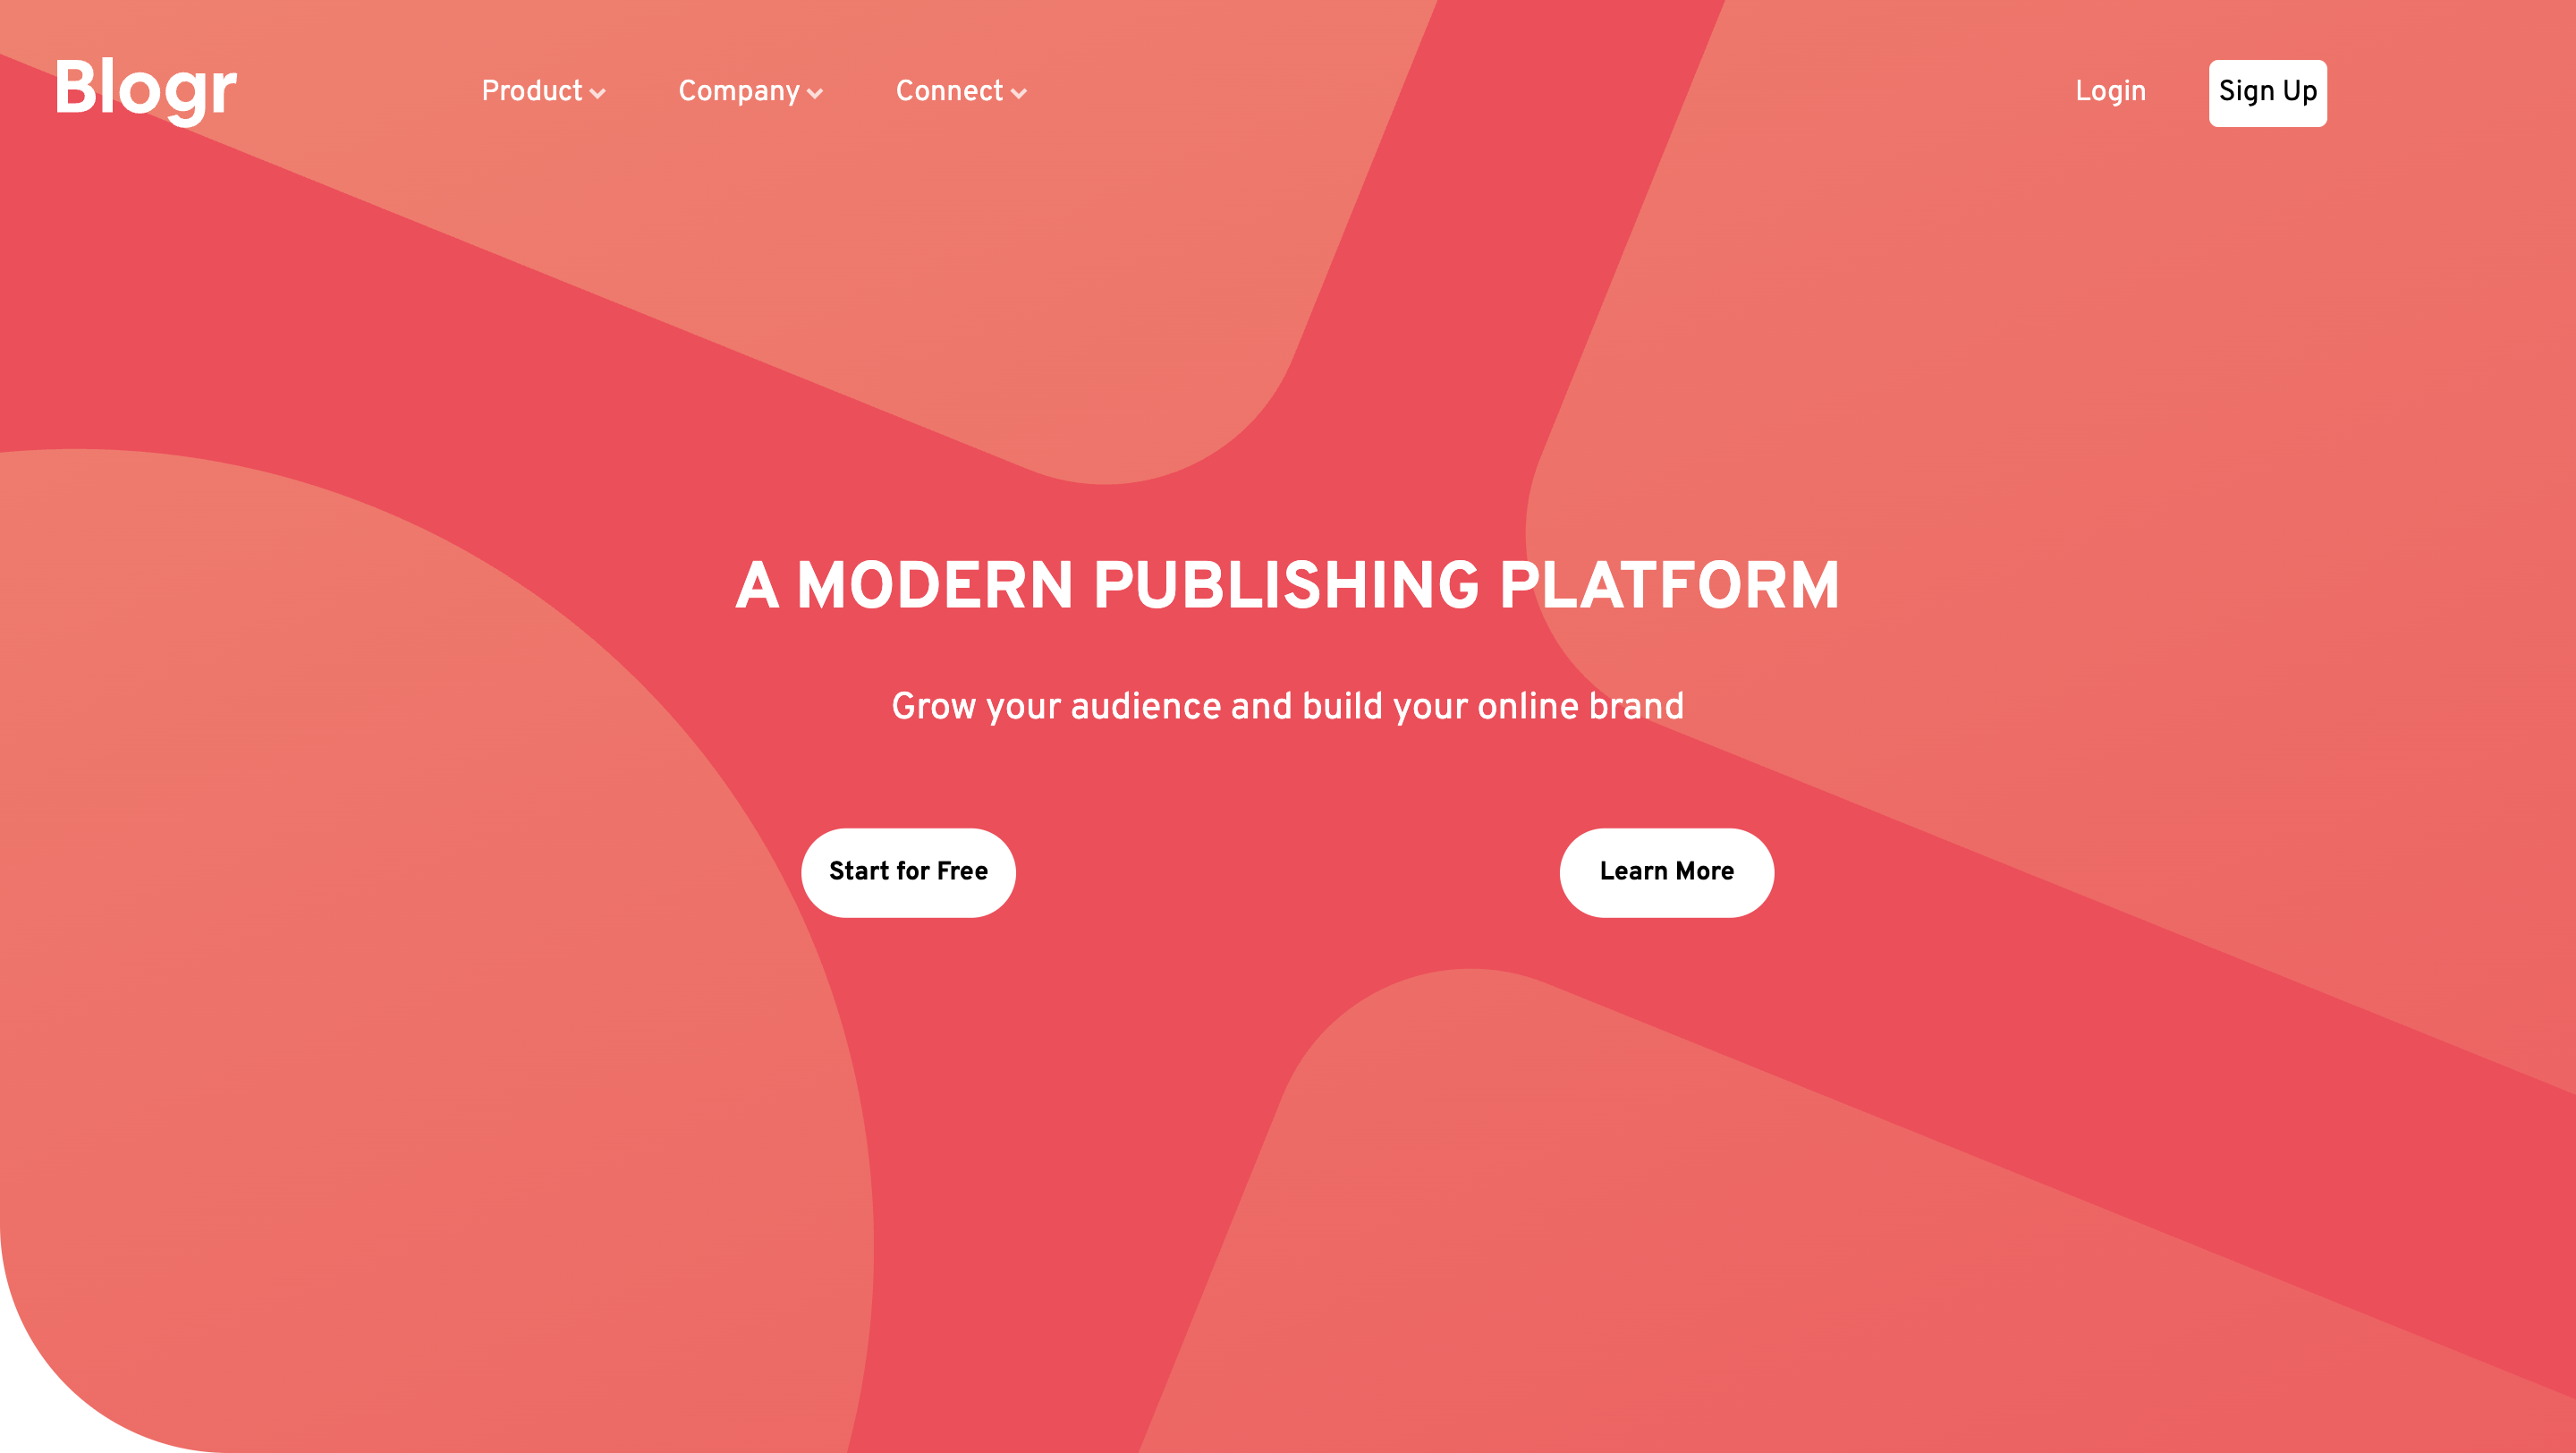 Blogr Product Company Connect Login Sign Up
A MODERN PUBLISHING PLATFORM
Grow your audience and build your online brand
Start for Free Learn More